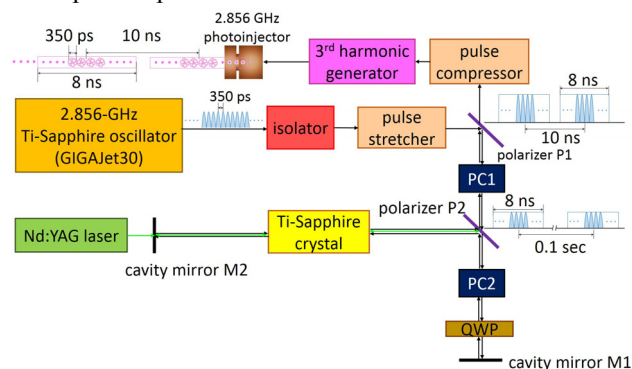 2.856 GHz
photoinjector
350 ps
10 ns
8 ns
3rd harmonic
generator
pulse
compressor
2.856-GHz
Ti-Sapphire oscillator
(GIGAJet30)
350 ps
isolator
pulse
stretcher
8 ns
10 ns
polarizer P1
PC1
polarizer P2
8 ns
0.1 sec
Nd:YAG laser
Ti-Sapphire
crystal
cavity mirror M2
PC2
QWP
cavity mirror M1